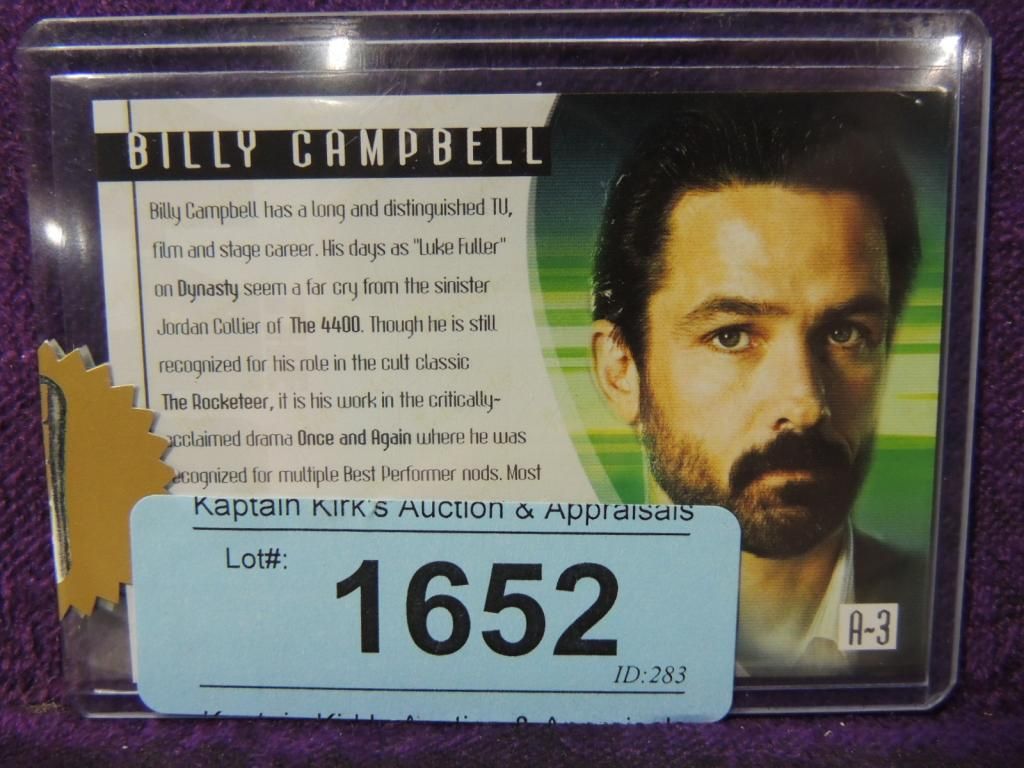 BILLY CAMPBELL
Billy Campbell has a long and distinguished TV,
film and stage career. His days as "Luke Fuller"
on Dynasty seem a far cry from the sinister
Jordan Collier of The 4400. Though he is still
recognized for his role in the cult classic
The Rocketeer, it is his work in the critically-
acclaimed drama Once and Again where he was
recognized for multiple Best Performer nods. Most
Kaptain Kirk's Auction & Appraisals
Lot#:
1652
ID:283
A-3